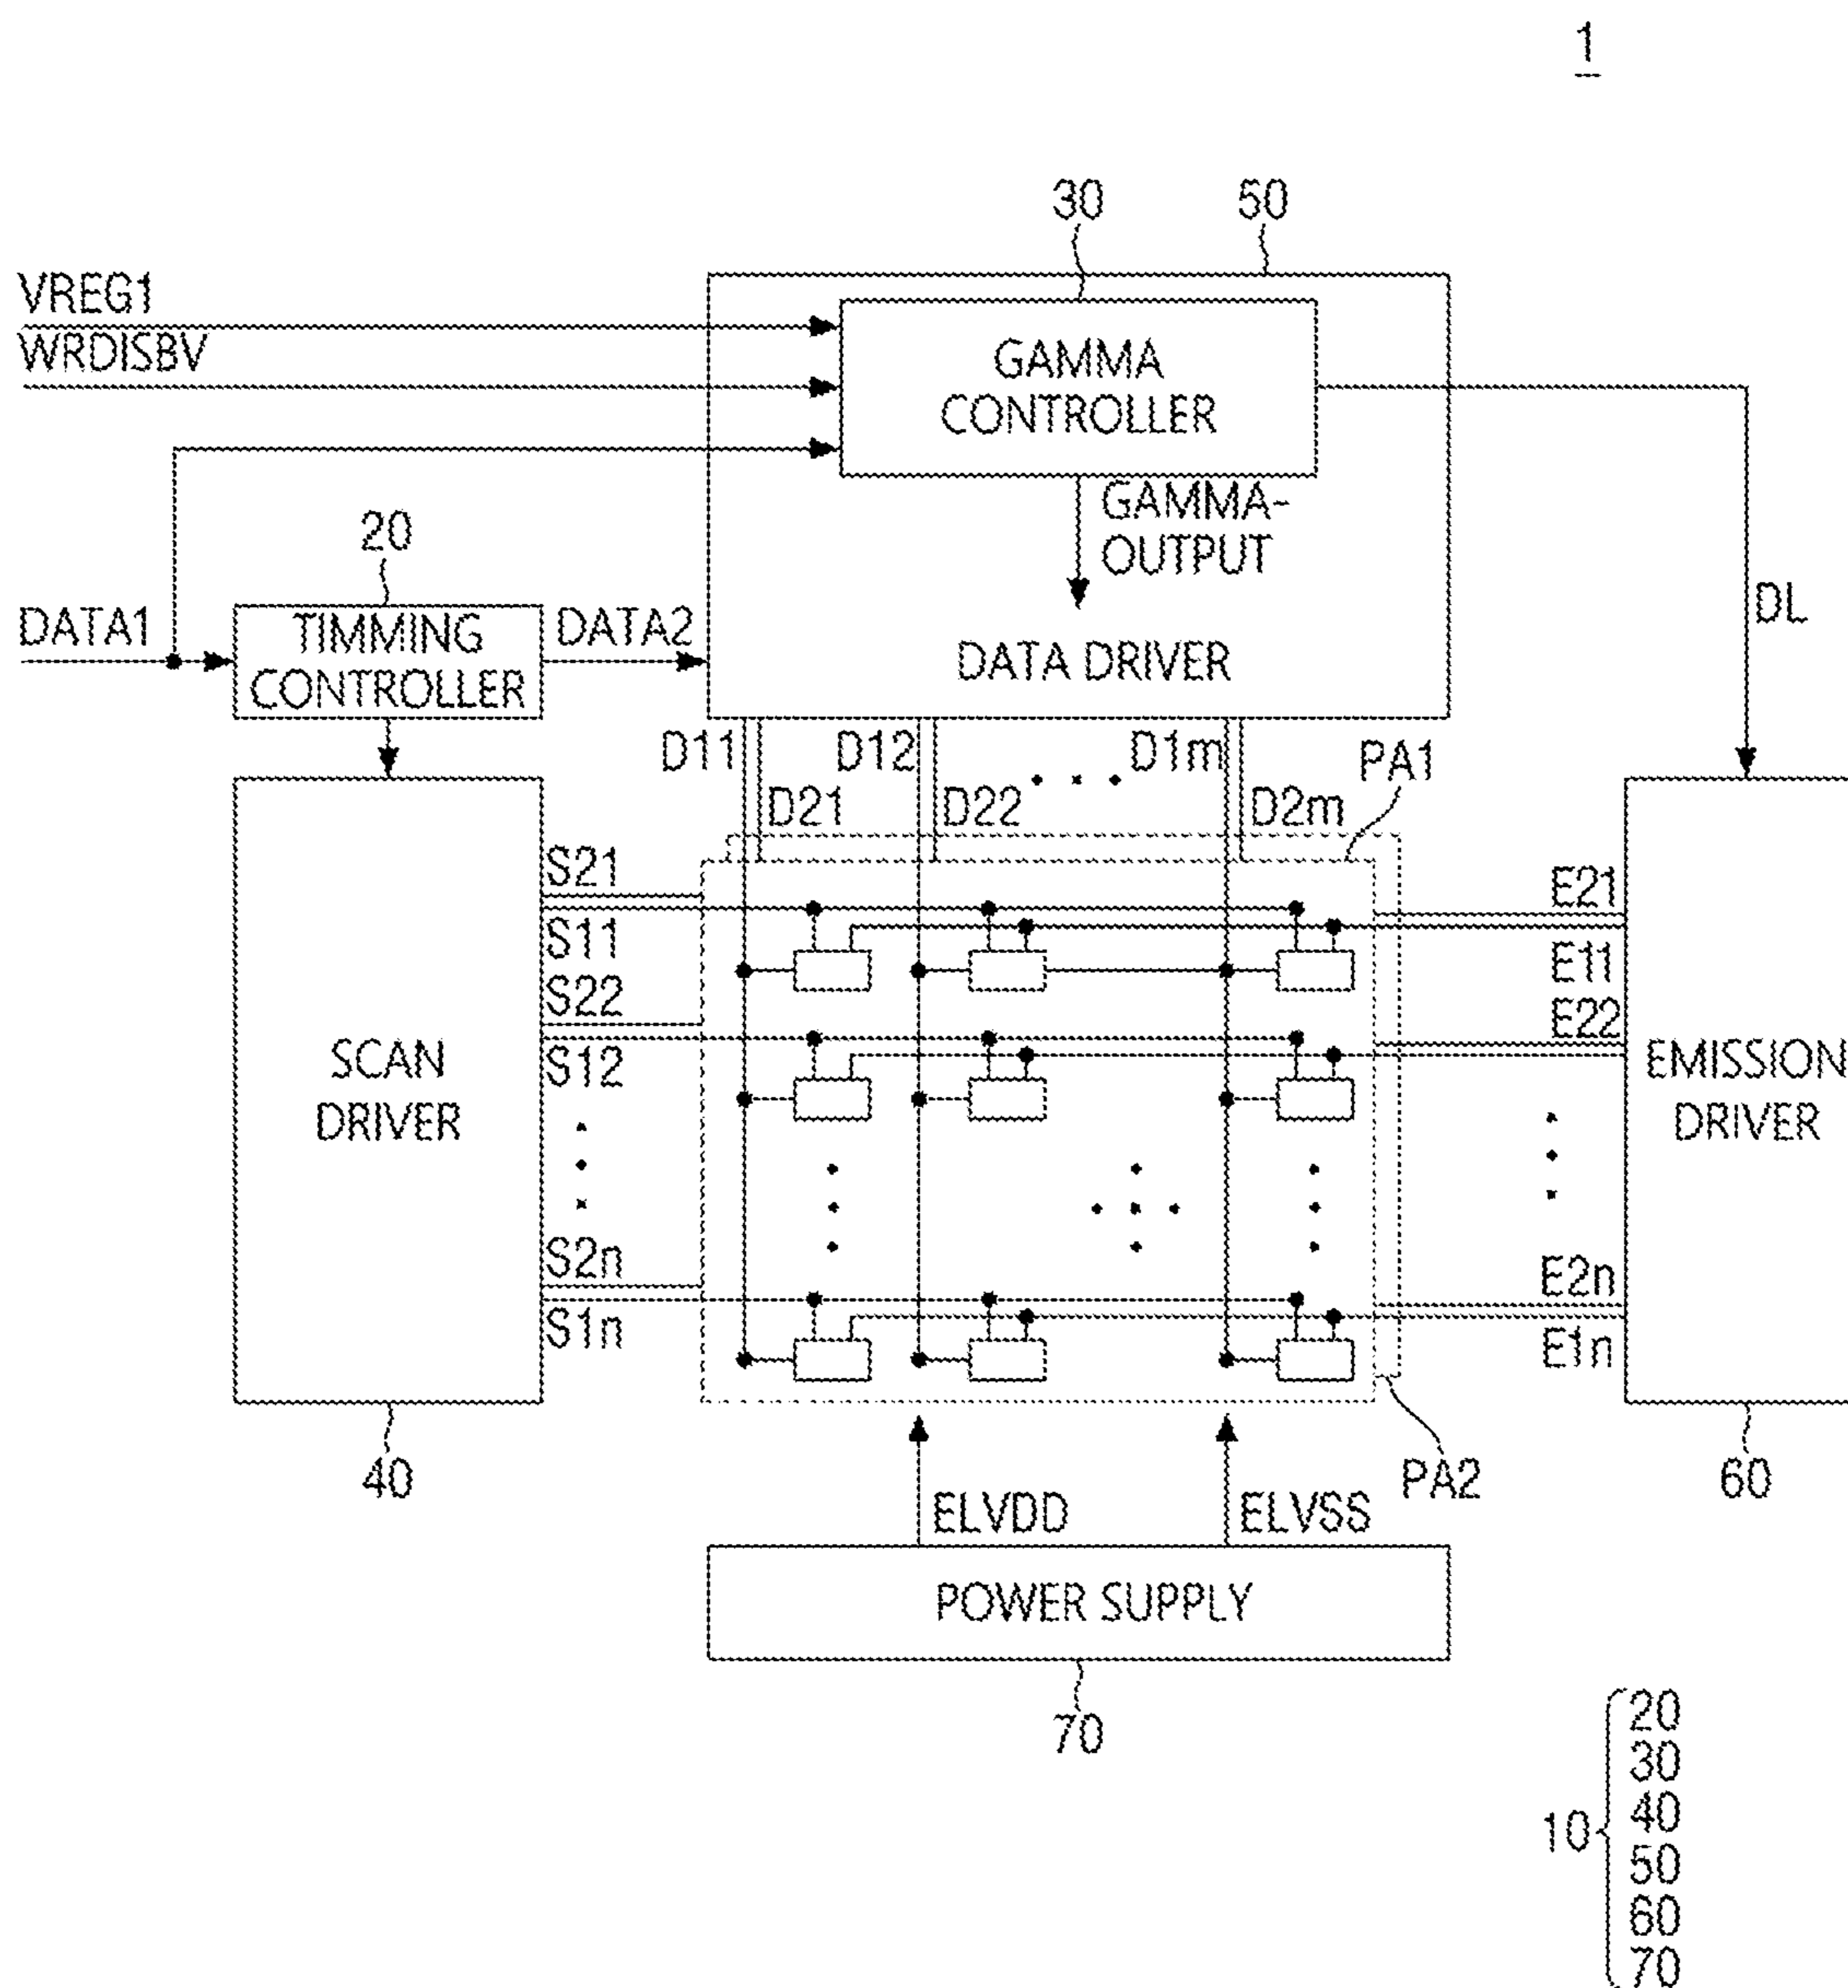 1
30
50
VREG1
WRDISBV
GAMMA
CONTROLLER
GAMMA-
OUTPUT
20
DATA1
TIMMING
CONTROLLER
DATA2
DATA DRIVER
DL
D11
D12
D1m
PA1
D21
D22
D2m
S21
S11
S22
S12
S2n
S1n
SCAN
DRIVER
E21
E11
E22
E2n
E1n
EMISSION
DRIVER
40
PA2
60
ELVDD
ELVSS
POWER SUPPLY
70
10
20
30
40
50
60
70